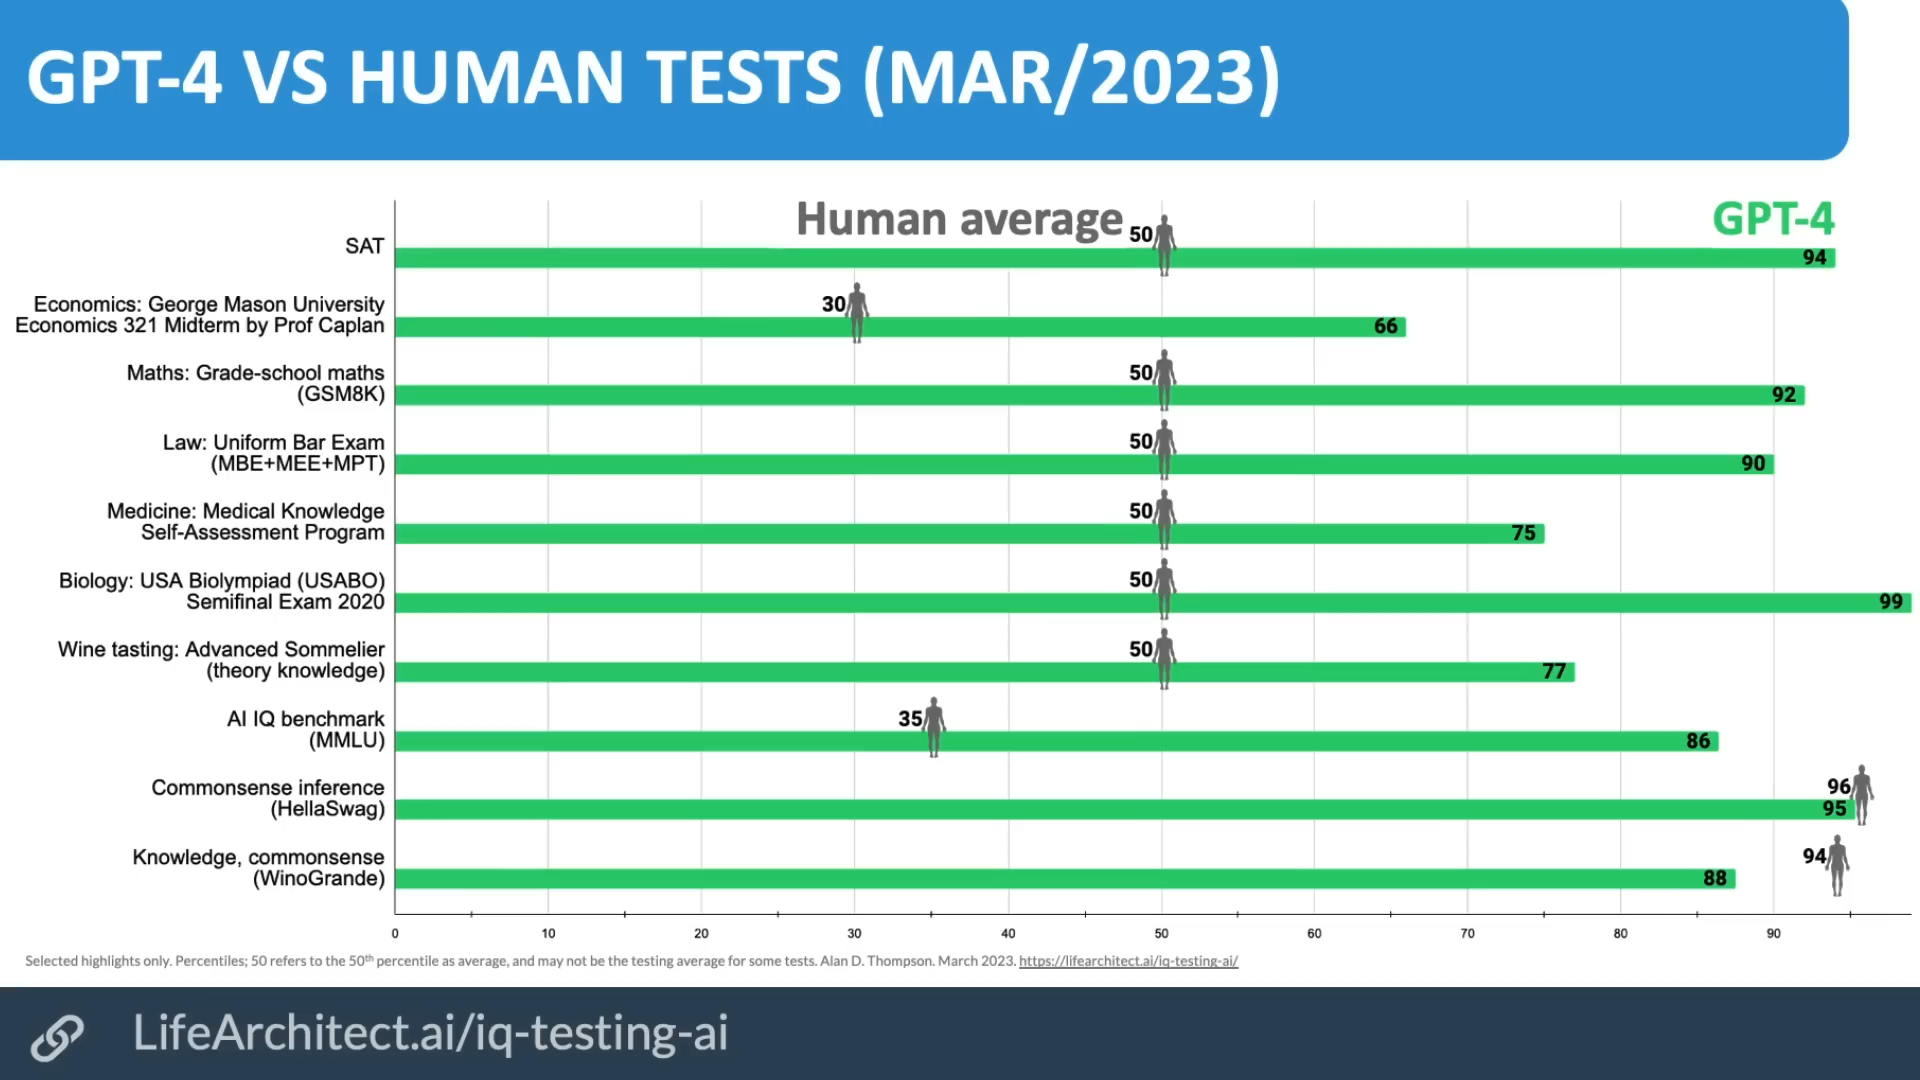 GPT-4 VS HUMAN TESTS (MAR/2023)
Human average
GPT-4
SAT
50
94
Economics: George Mason University
Economics 321 Midterm by Prof Caplan
30
66
Maths: Grade-school maths
(GSM8K)
50
92
Law: Uniform Bar Exam
(MBE+MEE+MPT)
50
90
Medicine: Medical Knowledge
Self-Assessment Program
50
75
Biology: USA Biolympiad (USABO)
Semifinal Exam 2020
50
99
Wine tasting: Advanced Sommelier
(theory knowledge)
50
77
AI IQ benchmark
(MMLU)
35
86
Commonsense inference
(HellaSwag)
96
95
Knowledge, commonsense
(WinoGrande)
94
88
0 10 20 30 40 50 60 70 80 90
Selected highlights only. Percentiles; 50 refers to the 50th percentile as average, and may not be the testing average for some tests. Alan D. Thompson. March 2023. https://lifearchitect.ai/iq-testing-ai/
LifeArchitect.ai/iq-testing-ai